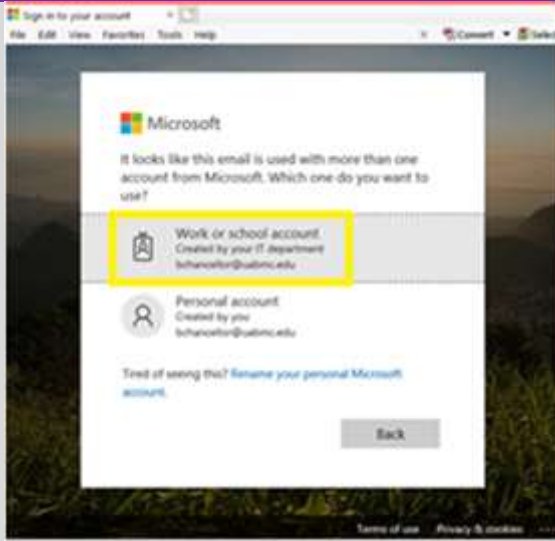 Sign in to your account
File Edit View Favorites Tools Help
x Convert Select
Microsoft
It looks like this email is used with more than one
account from Microsoft. Which one do you want to
use?
Work or school account
Created by your IT department
bchancellor@uabmc.edu
Personal account
Created by you
bchancellor@uabmc.edu
Tired of seeing this? Rename your personal Microsoft
account.
Back
Terms of use Privacy & cookies ...